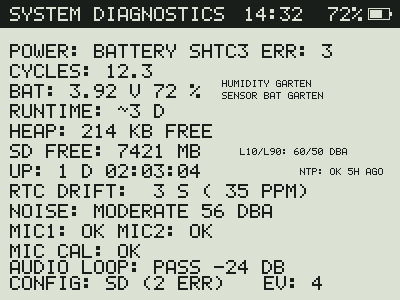 SYSTEM DIAGNOSTICS 14:32 72%
POWER: BATTERY SHTC3 ERR: 3
CYCLES: 12.3
HUMIDITY GARTEN
BAT: 3.92 V 72 %
SENSOR BAT GARTEN
RUNTIME: ~3 D
HEAP: 214 KB FREE
SD FREE: 7421 MB L10/L90: 60/50 DBA
UP: 1 D 02:03:04 NTP: OK 5H AGO
RTC DRIFT: 3 S ( 35 PPM)
NOISE: MODERATE 56 DBA
MIC1: OK MIC2: OK
MIC CAL: OK
AUDIO LOOP: PASS -24 DB
CONFIG: SD (2 ERR) EV: 4